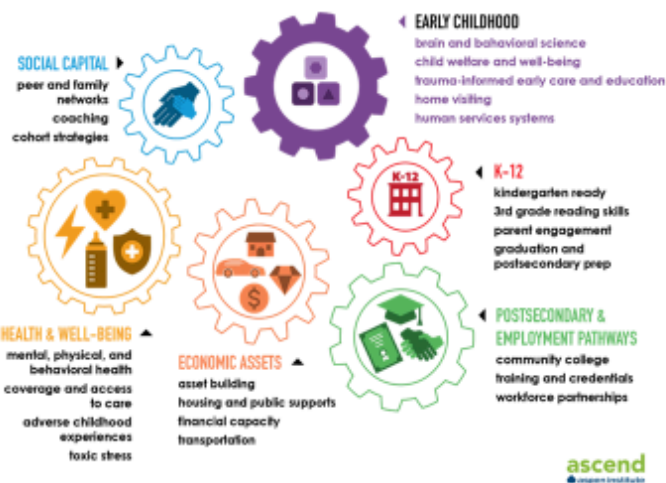 SOCIAL CAPITAL
peer and family
networks
coaching
cohort strategies
EARLY CHILDHOOD
brain and bahavioral science
child welfare and well-being
trauma-informed early care and education
home visiting
human services systems
K-12
K-12
kindergarten ready
3rd grade reading skills
parent engagement
graduation and
postsecondary prep
HEALTH & WELL-BEING
mental, physical, and
behavioral health
coverage and access
to care
adverse childhood
experiences
toxic stress
ECONOMIC ASSETS
asset building
housing and public supports
financial capacity
transportation
$
POSTSECONDARY &
EMPLOYMENT PATHWAYS
community college
training and credentials
workforce partnerships
ascend
aspen institute